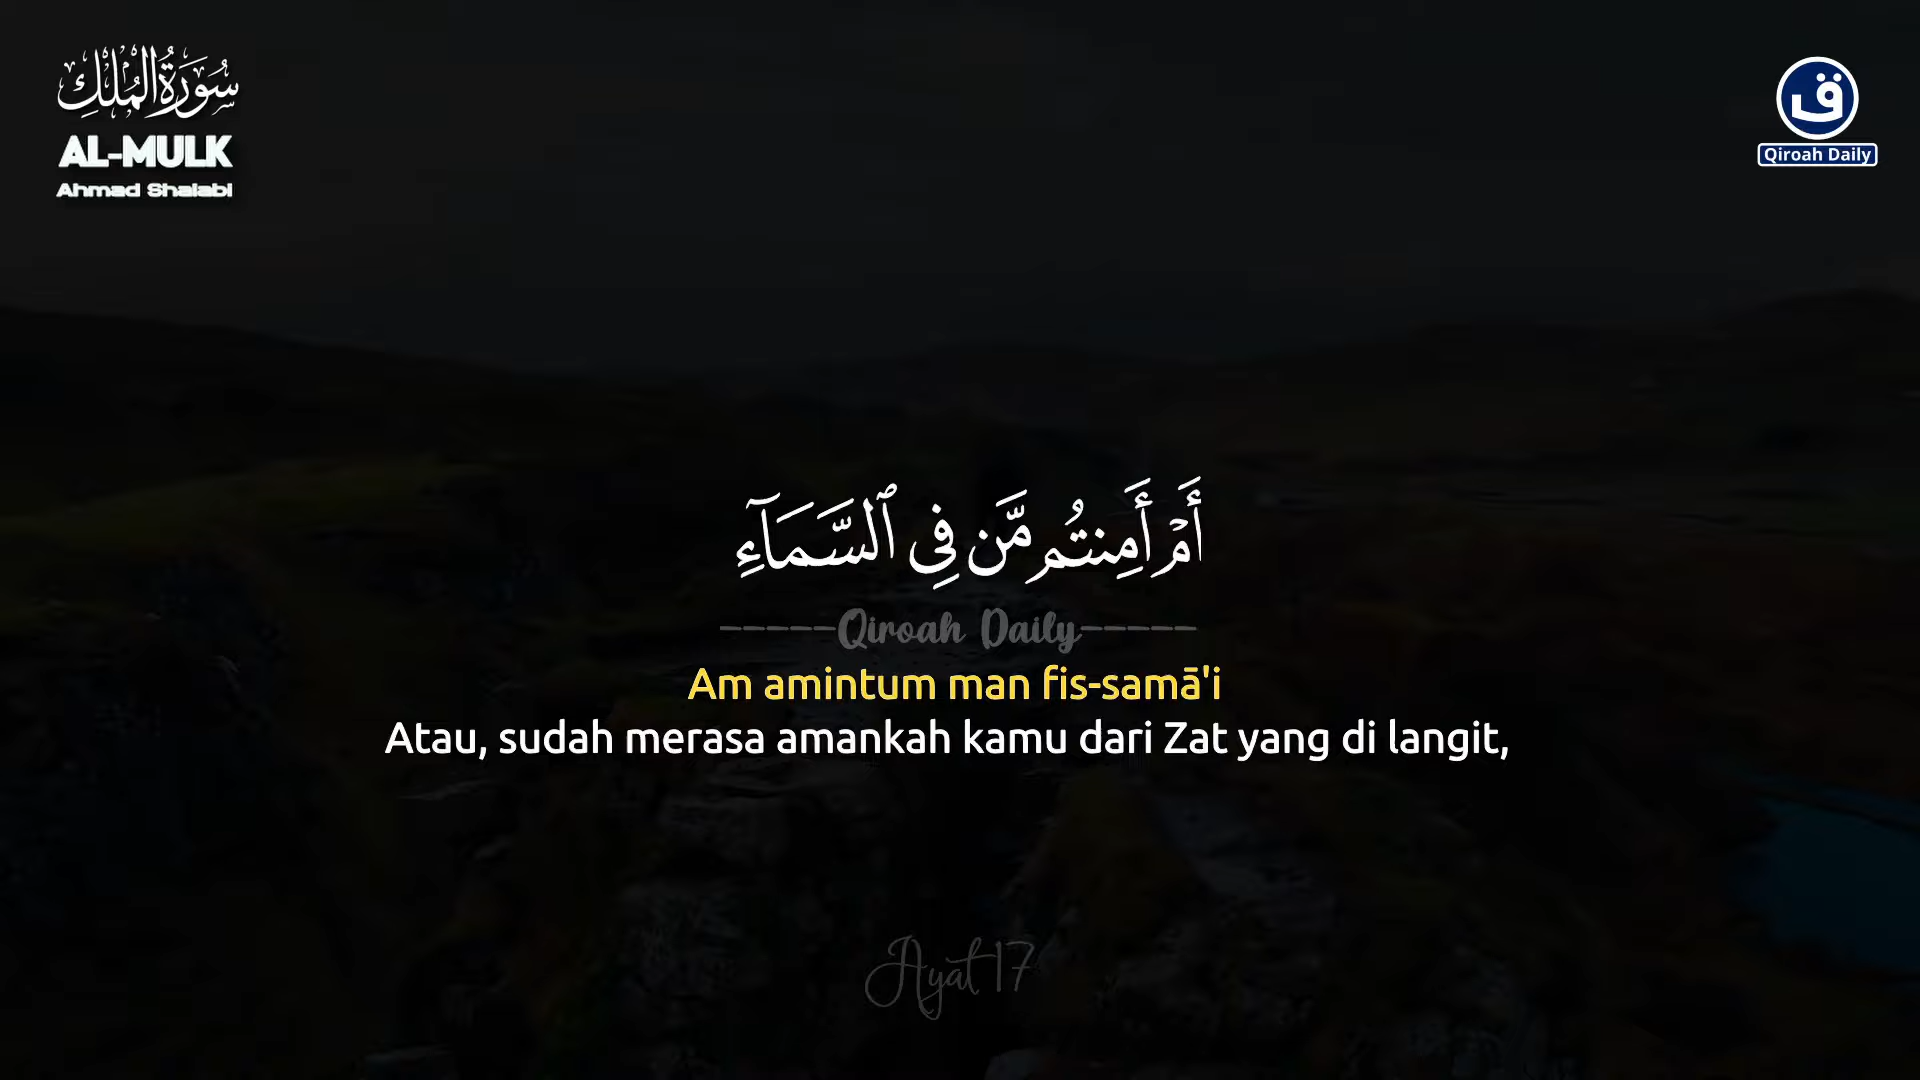 سُورَةُ المُلْكِ
AL-MULK
Ahmad Shalabi
ق
Qiroah Daily
أَمْ أَمِنتُم مَّن فِى ٱلسَّمَآءِ
-----Qiroah Daily-----
Am amintum man fis-samā'i
Atau, sudah merasa amankah kamu dari Zat yang di langit,
Ayat 17